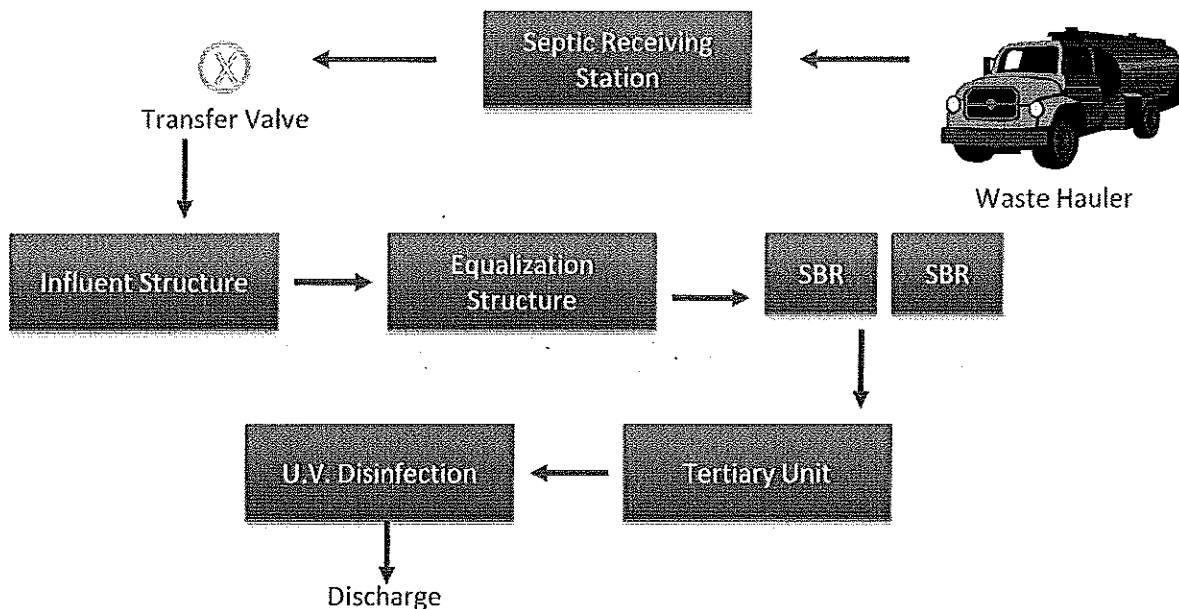 Septic Receiving
Station
X
Transfer Valve
Waste Hauler
Influent Structure
Equalization
Structure
SBR
SBR
U.V. Disinfection
Tertiary Unit
Discharge